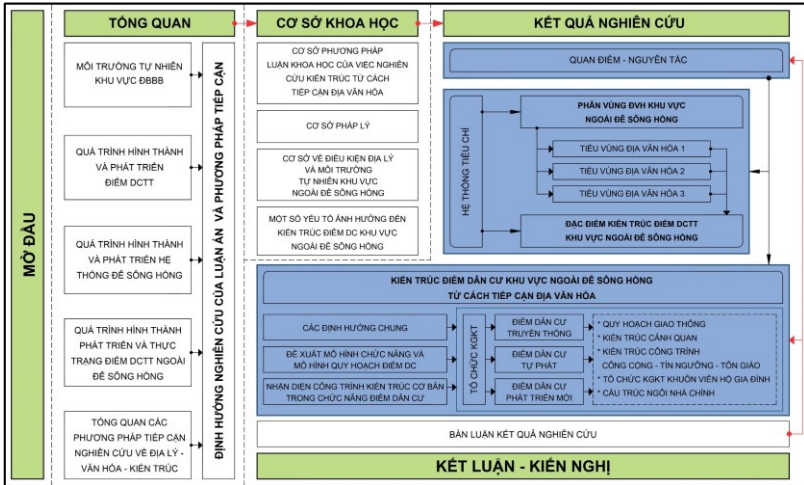 MỞ ĐẦU
TỔNG QUAN
MÔI TRƯỜNG TỰ NHIÊN
KHU VỰC ĐBBB
QUÁ TRÌNH HÌNH THÀNH
VÀ PHÁT TRIỂN
ĐIỂM DCTT
QUÁ TRÌNH HÌNH THÀNH
VÀ PHÁT TRIỂN HỆ
THỐNG ĐÊ SÔNG HỒNG
QUÁ TRÌNH HÌNH THÀNH
PHÁT TRIỂN VÀ THỰC
TRẠNG ĐIỂM DCTT NGOÀI
ĐÊ SÔNG HỒNG
TỔNG QUAN CÁC
PHƯƠNG PHÁP TIẾP CẬN
NGHIÊN CỨU VỀ ĐỊA LÝ -
VĂN HÓA - KIẾN TRÚC
ĐỊNH HƯỚNG NGHIÊN CỨU CỦA LUẬN ÁN VÀ PHƯƠNG PHÁP TIẾP CẬN
CƠ SỞ KHOA HỌC
CƠ SỞ PHƯƠNG PHÁP
LUẬN KHOA HỌC CỦA VIỆC NGHIÊN
CỨU KIẾN TRÚC TỪ CÁCH
TIẾP CẬN ĐỊA VĂN HÓA
CƠ SỞ PHÁP LÝ
CƠ SỞ VỀ ĐIỀU KIỆN ĐỊA LÝ
VÀ MÔI TRƯỜNG
TỰ NHIÊN KHU VỰC
NGOÀI ĐÊ SÔNG HỒNG
MỘT SỐ YẾU TỐ ẢNH HƯỞNG ĐẾN
KIẾN TRÚC ĐIỂM DC KHU VỰC
NGOÀI ĐÊ SÔNG HỒNG
KẾT QUẢ NGHIÊN CỨU
QUAN ĐIỂM - NGUYÊN TẮC
HỆ THỐNG TIÊU CHÍ
PHÂN VÙNG ĐVH KHU VỰC
NGOÀI ĐÊ SÔNG HỒNG
TIỂU VÙNG ĐỊA VĂN HÓA 1
TIỂU VÙNG ĐỊA VĂN HÓA 2
TIỂU VÙNG ĐỊA VĂN HÓA 3
ĐẶC ĐIỂM KIẾN TRÚC ĐIỂM DCTT
KHU VỰC NGOÀI ĐÊ SÔNG HỒNG
KIẾN TRÚC ĐIỂM DÂN CƯ KHU VỰC NGOÀI ĐÊ SÔNG HỒNG
TỪ CÁCH TIẾP CẬN ĐỊA VĂN HÓA
CÁC ĐỊNH HƯỚNG CHUNG
ĐỀ XUẤT MÔ HÌNH CHỨC NĂNG VÀ
MÔ HÌNH QUY HOẠCH ĐIỂM DC
NHẬN DIỆN CÔNG TRÌNH KIẾN TRÚC CƠ BẢN
TRONG CHỨC NĂNG ĐIỂM DÂN CƯ
TỔ CHỨC KGKT
ĐIỂM DÂN CƯ
TRUYỀN THỐNG
ĐIỂM DÂN CƯ
TỰ PHÁT
ĐIỂM DÂN CƯ
PHÁT TRIỂN MỚI
* QUY HOẠCH GIAO THÔNG
* KIẾN TRÚC CẢNH QUAN
* KIẾN TRÚC CÔNG TRÌNH
CÔNG CỘNG - TÍN NGƯỠNG - TÔN GIÁO
* TỔ CHỨC KGKT KHUÔN VIÊN HỘ GIA ĐÌNH
* CẤU TRÚC NGÔI NHÀ CHÍNH
BÀN LUẬN KẾT QUẢ NGHIÊN CỨU
KẾT LUẬN - KIẾN NGHỊ